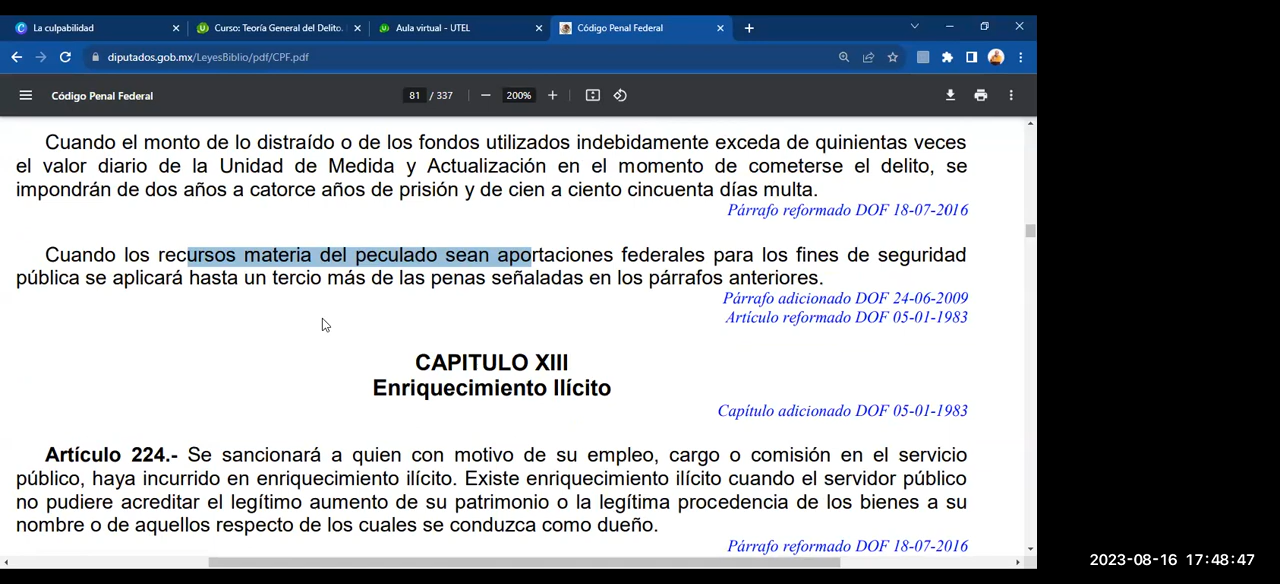 La culpabilidad
Curso: Teoría General del Delito.
Aula virtual - UTEL
Código Penal Federal
diputados.gob.mx/LeyesBiblio/pdf/CPF.pdf
Código Penal Federal
81 / 337
200%
Cuando el monto de lo distraído o de los fondos utilizados indebidamente exceda de quinientas veces
el valor diario de la Unidad de Medida y Actualización en el momento de cometerse el delito, se
impondrán de dos años a catorce años de prisión y de cien a ciento cincuenta días multa.
Párrafo reformado DOF 18-07-2016
Cuando los recursos materia del peculado sean aportaciones federales para los fines de seguridad
pública se aplicará hasta un tercio más de las penas señaladas en los párrafos anteriores.
Párrafo adicionado DOF 24-06-2009
Artículo reformado DOF 05-01-1983
CAPITULO XIII
Enriquecimiento Ilícito
Capítulo adicionado DOF 05-01-1983
Artículo 224.- Se sancionará a quien con motivo de su empleo, cargo o comisión en el servicio
público, haya incurrido en enriquecimiento ilícito. Existe enriquecimiento ilícito cuando el servidor público
no pudiere acreditar el legítimo aumento de su patrimonio o la legítima procedencia de los bienes a su
nombre o de aquellos respecto de los cuales se conduzca como dueño.
Párrafo reformado DOF 18-07-2016
2023-08-16 17:48:47